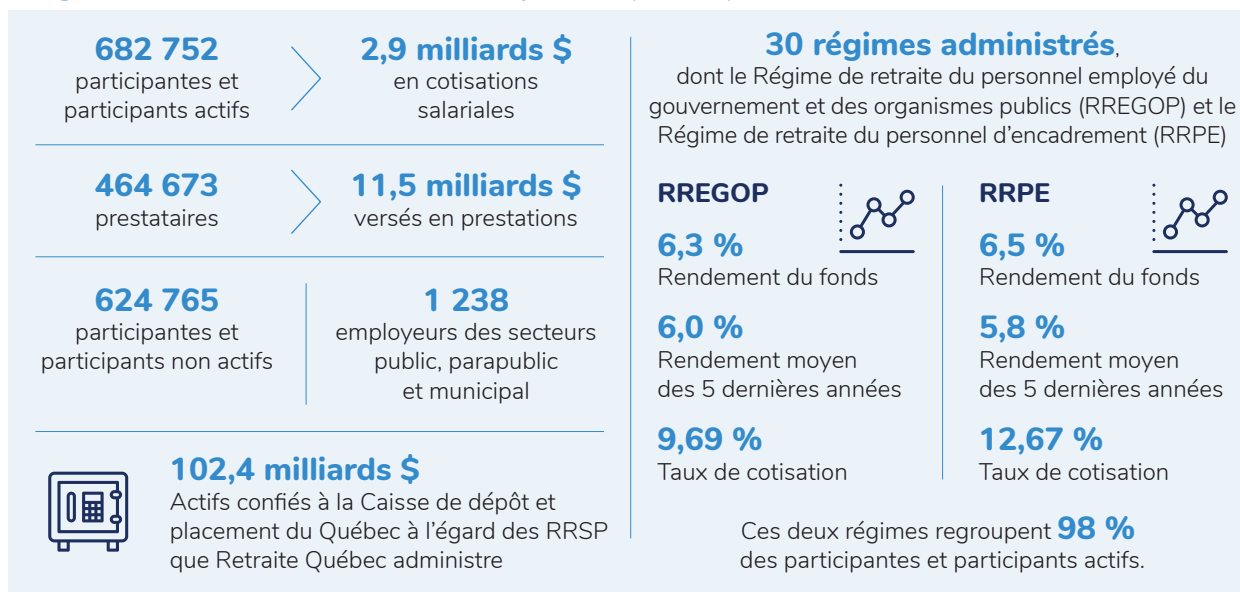 682 752
participantes et
participants actifs
2,9 milliards $
en cotisations
salariales
464 673
prestataires
11,5 milliards $
versés en prestations
624 765
participantes et
participants non actifs
1 238
employeurs des secteurs
public, parapublic
et municipal
102,4 milliards $
Actifs confiés à la Caisse de dépôt et
placement du Québec à l'égard des RRSP
que Retraite Québec administre
30 régimes administrés,
dont le Régime de retraite du personnel employé du
gouvernement et des organismes publics (RREGOP) et le
Régime de retraite du personnel d'encadrement (RRPE)
RREGOP
6,3 %
Rendement du fonds
6,0 %
Rendement moyen
des 5 dernières années
9,69 %
Taux de cotisation
RRPE
6,5 %
Rendement du fonds
5,8 %
Rendement moyen
des 5 dernières années
12,67 %
Taux de cotisation
Ces deux régimes regroupent 98 %
des participantes et participants actifs.